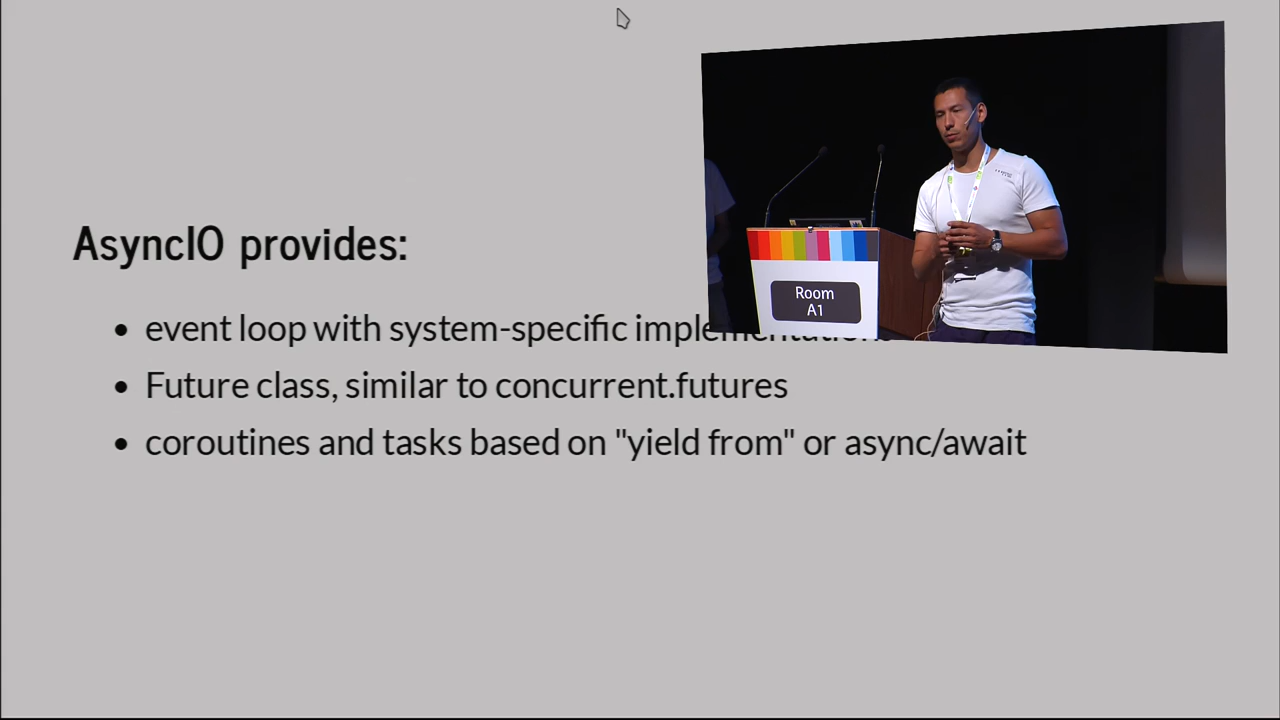 AsyncIO provides:
• event loop with system-specific implementations
• Future class, similar to concurrent.futures
• coroutines and tasks based on "yield from" or async/await
Room
A1